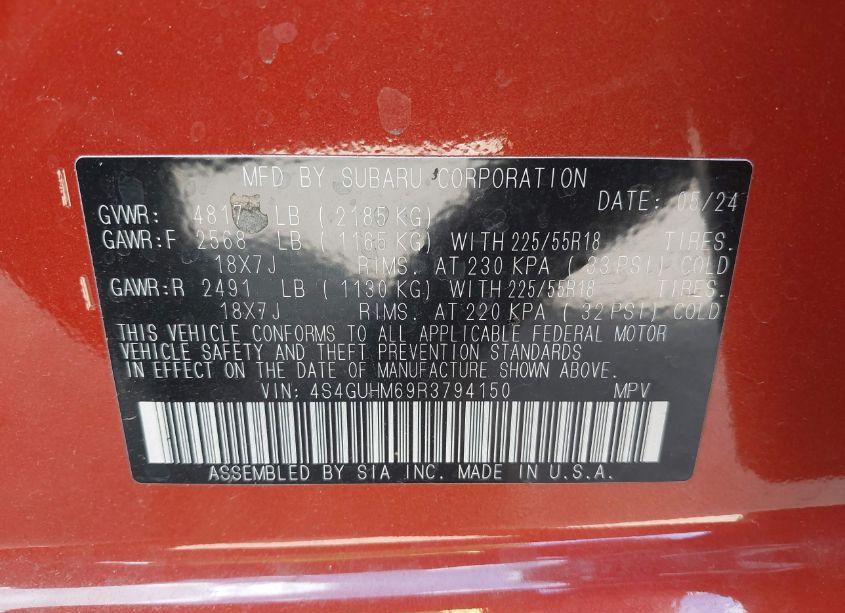 MFD BY SUBARU CORPORATION
DATE: 05/24
GVWR: LB ( 2185 KG)
GAWR:F 2568 LB ( 1165 KG) WITH 225/55R18 TIRES.
18X7J RIMS. AT 230 KPA ( 33 PSI) COLD
GAWR:R 2491 LB ( 1130 KG) WITH 225/55R18 TIRES.
18X7J RIMS. AT 220 KPA ( 32 PSI) COLD
THIS VEHICLE CONFORMS TO ALL APPLICABLE FEDERAL MOTOR
VEHICLE SAFETY AND THEFT PREVENTION STANDARDS
IN EFFECT ON THE DATE OF MANUFACTURE SHOWN ABOVE.
VIN: 4S4GUHM69R3794150 MPV
ASSEMBLED BY SIA INC. MADE IN U.S.A.